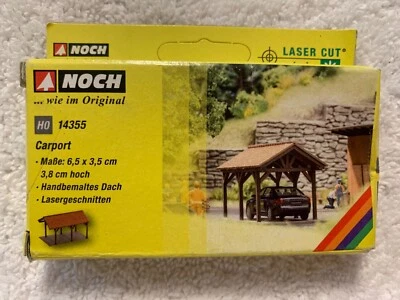 NOCH
LASER CUT®
NOCH
... wie im Original
H0 14355
Carport
• Maße: 6,5 x 3,5 cm
3,8 cm hoch
• Handbemaltes Dach
• Lasergeschnitten